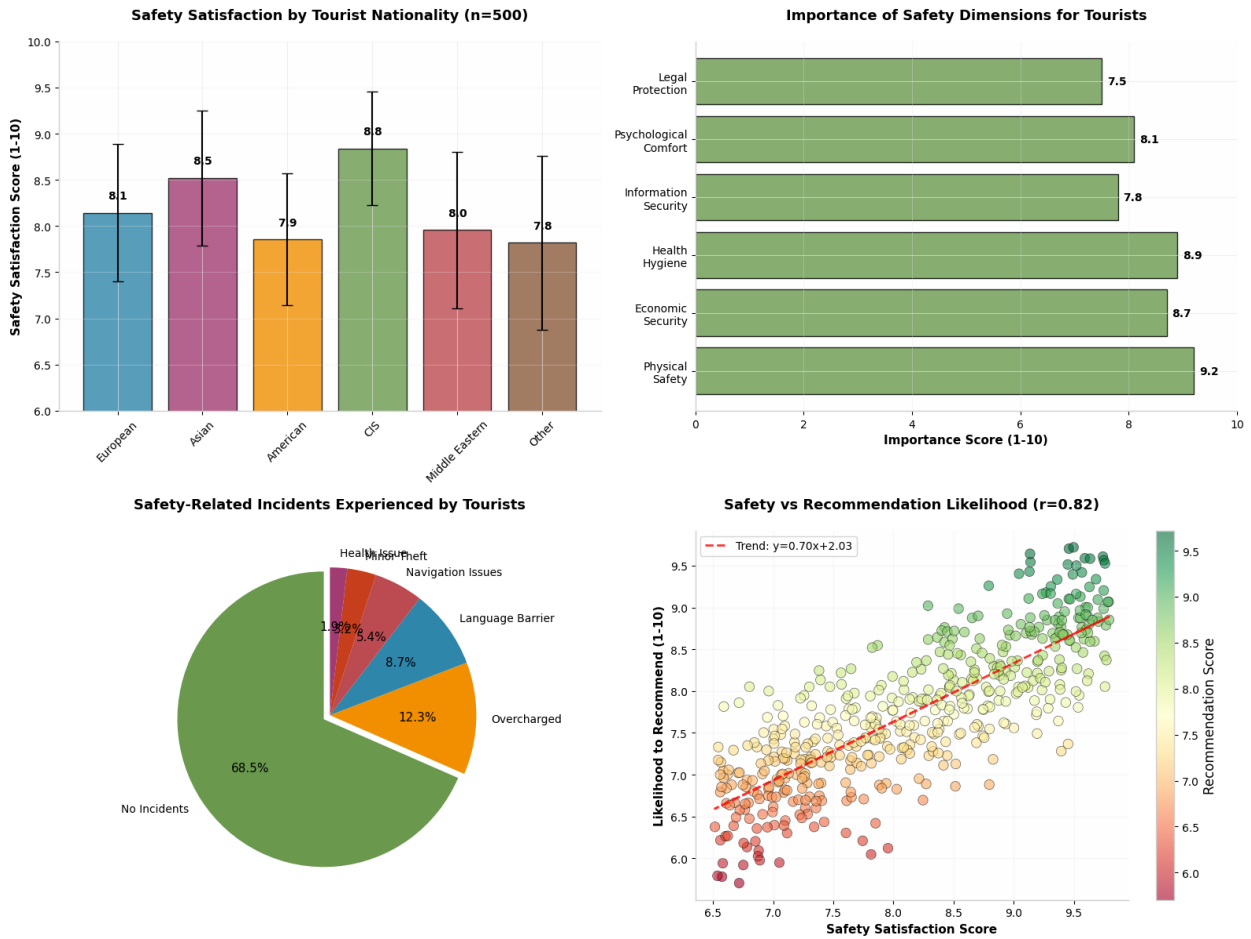 Safety Satisfaction by Tourist Nationality (n=500)
Safety Satisfaction Score (1-10)
10.0
9.5
9.0
8.5
8.0
7.5
7.0
6.5
6.0
8.1
8.5
7.9
8.8
8.0
7.8
European
Asian
American
CIS
Middle Eastern
Other
Importance of Safety Dimensions for Tourists
Legal
Protection
7.5
Psychological
Comfort
8.1
Information
Security
7.8
Health
Hygiene
8.9
Economic
Security
8.7
Physical
Safety
9.2
0
2
4
6
8
10
Importance Score (1-10)
Safety-Related Incidents Experienced by Tourists
Health Issue
Minor Theft
Navigation Issues
Language Barrier
Overcharged
No Incidents
1.9%
3.2%
5.4%
8.7%
12.3%
68.5%
Safety vs Recommendation Likelihood (r=0.82)
Trend: y=0.70x+2.03
Likelihood to Recommend (1-10)
9.5
9.0
8.5
8.0
7.5
7.0
6.5
6.0
6.5
7.0
7.5
8.0
8.5
9.0
9.5
Safety Satisfaction Score
9.5
9.0
8.5
8.0
7.5
7.0
6.5
6.0
Recommendation Score